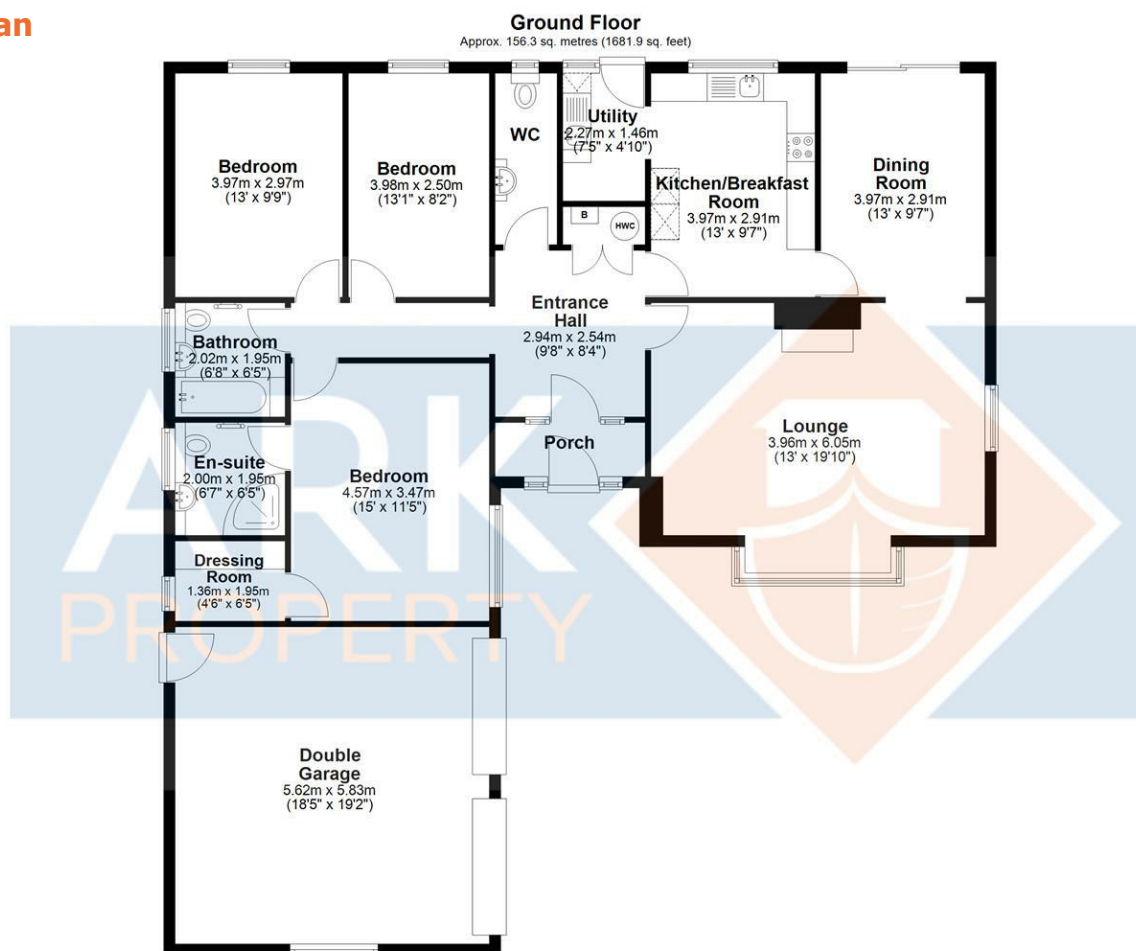 an
Ground Floor
Approx. 156.3 sq. metres (1681.9 sq. feet)
Bedroom
3.97m x 2.97m
(13' x 9'9")
Bedroom
3.98m x 2.50m
(13'1" x 8'2")
WC
Utility
2.27m x 1.46m
(7'5" x 4'10")
Kitchen/Breakfast
Room
3.97m x 2.91m
(13' x 9'7")
Dining
Room
3.97m x 2.91m
(13' x 9'7")
B
HWC
Entrance
Hall
2.94m x 2.54m
(9'8" x 8'4")
Bathroom
2.02m x 1.95m
(6'8" x 6'5")
Porch
Lounge
3.96m x 6.05m
(13' x 19'10")
En-suite
2.00m x 1.95m
(6'7" x 6'5")
Bedroom
4.57m x 3.47m
(15' x 11'5")
Dressing
Room
1.36m x 1.95m
(4'6" x 6'5")
ARK
PROPERTY
Double
Garage
5.62m x 5.83m
(18'5" x 19'2")